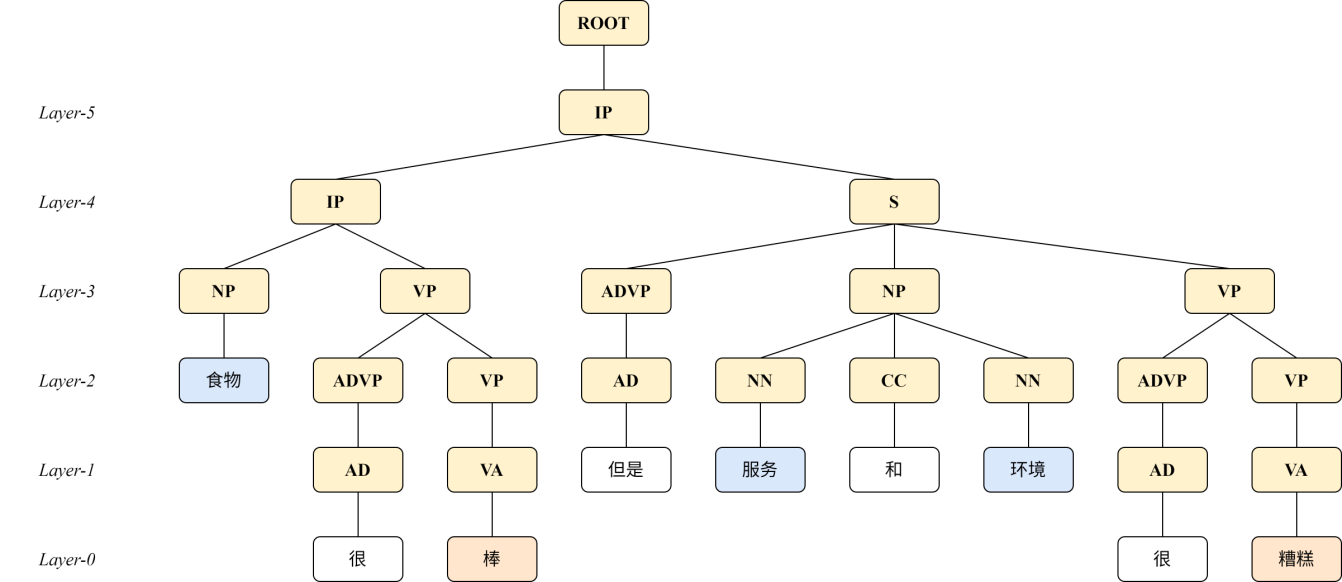 ROOT
Layer-5 IP
Layer-4 IP S
Layer-3 NP VP ADVP NP VP
Layer-2 食物 ADVP VP AD NN CC NN ADVP VP
Layer-1 AD VA 但是 服务 和 环境 AD VA
Layer-0 很 棒 很 糟糕